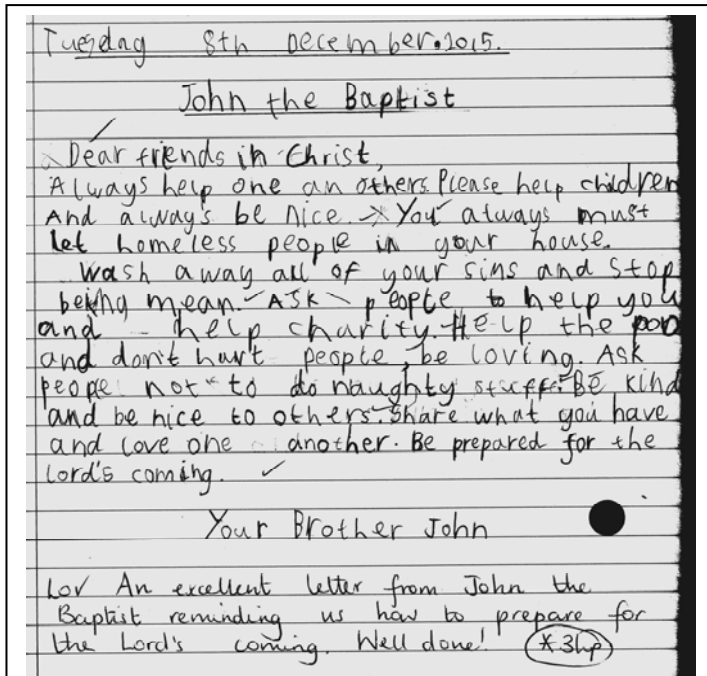 Tuesday 8th December.2015.
John the Baptist
Dear friends in Christ,
Always help one an others. Please help children
And always be nice. You always must
let homeless people in your house.
Wash away all of your sins and stop
being mean. ASK people to help you
and help charity. Help the poo
and don't hurt people, be loving. Ask
people not to do naughty stuff. Be kind
and be nice to others. Share what you have
and love one another. Be prepared for the
Lord's coming.
Your Brother John
Lov An excellent letter from John the
Baptist reminding us how to prepare for
the Lord's coming. Well done! *3hp